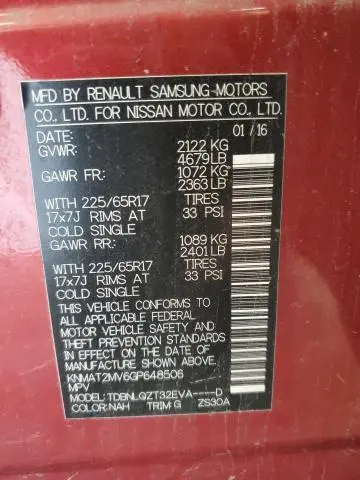 MFD BY RENAULT SAMSUNG MOTORS
CO., LTD. FOR NISSAN MOTOR CO., LTD.
DATE: 01/16
GVWR: 2122 KG
4679LB
GAWR FR: 1072 KG
2363LB
WITH 225/65R17 TIRES
17x7J RIMS AT 33 PSI
COLD SINGLE
GAWR RR: 1089 KG
2401LB
WITH 225/65R17 TIRES
17x7J RIMS AT 33 PSI
COLD SINGLE
THIS VEHICLE CONFORMS TO
ALL APPLICABLE FEDERAL
MOTOR VEHICLE SAFETY AND
THEFT PREVENTION STANDARDS
IN EFFECT ON THE DATE OF
MANUFACTURE SHOWN ABOVE.
KNMAT2MV6GP648506
MPV
MODEL: TDBNLQZT32EVA----D
COLOR: NAH TRIM: G ZS30A